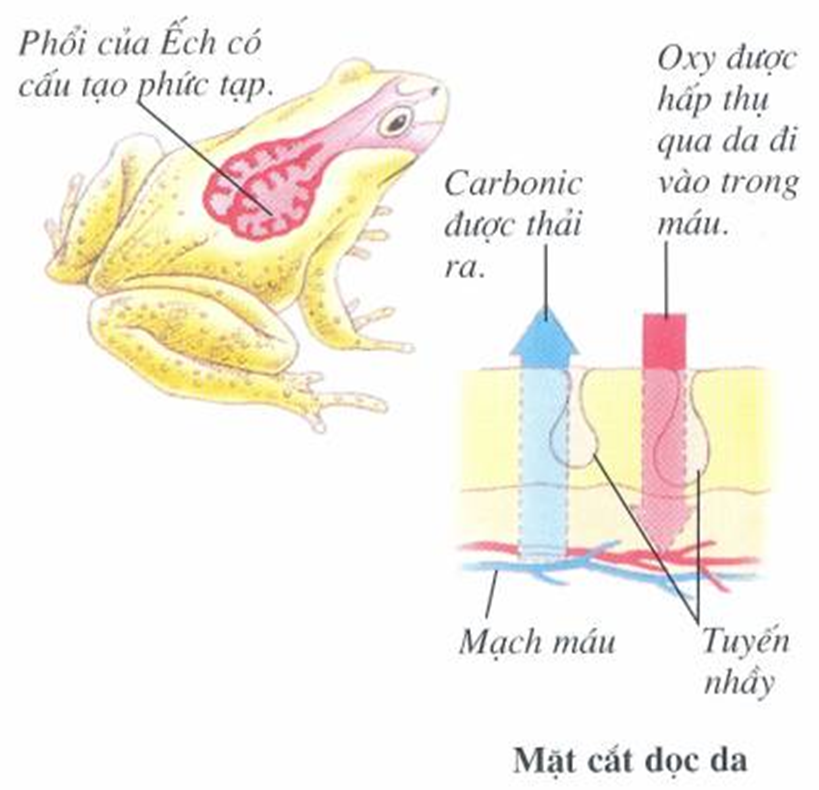 Phổi của Ếch có
cấu tạo phức tạp.
Oxy được
hấp thụ
qua da đi
vào trong
máu.
Carbonic
được thải
ra.
Mạch máu
Tuyến
nhầy
Mặt cắt dọc da